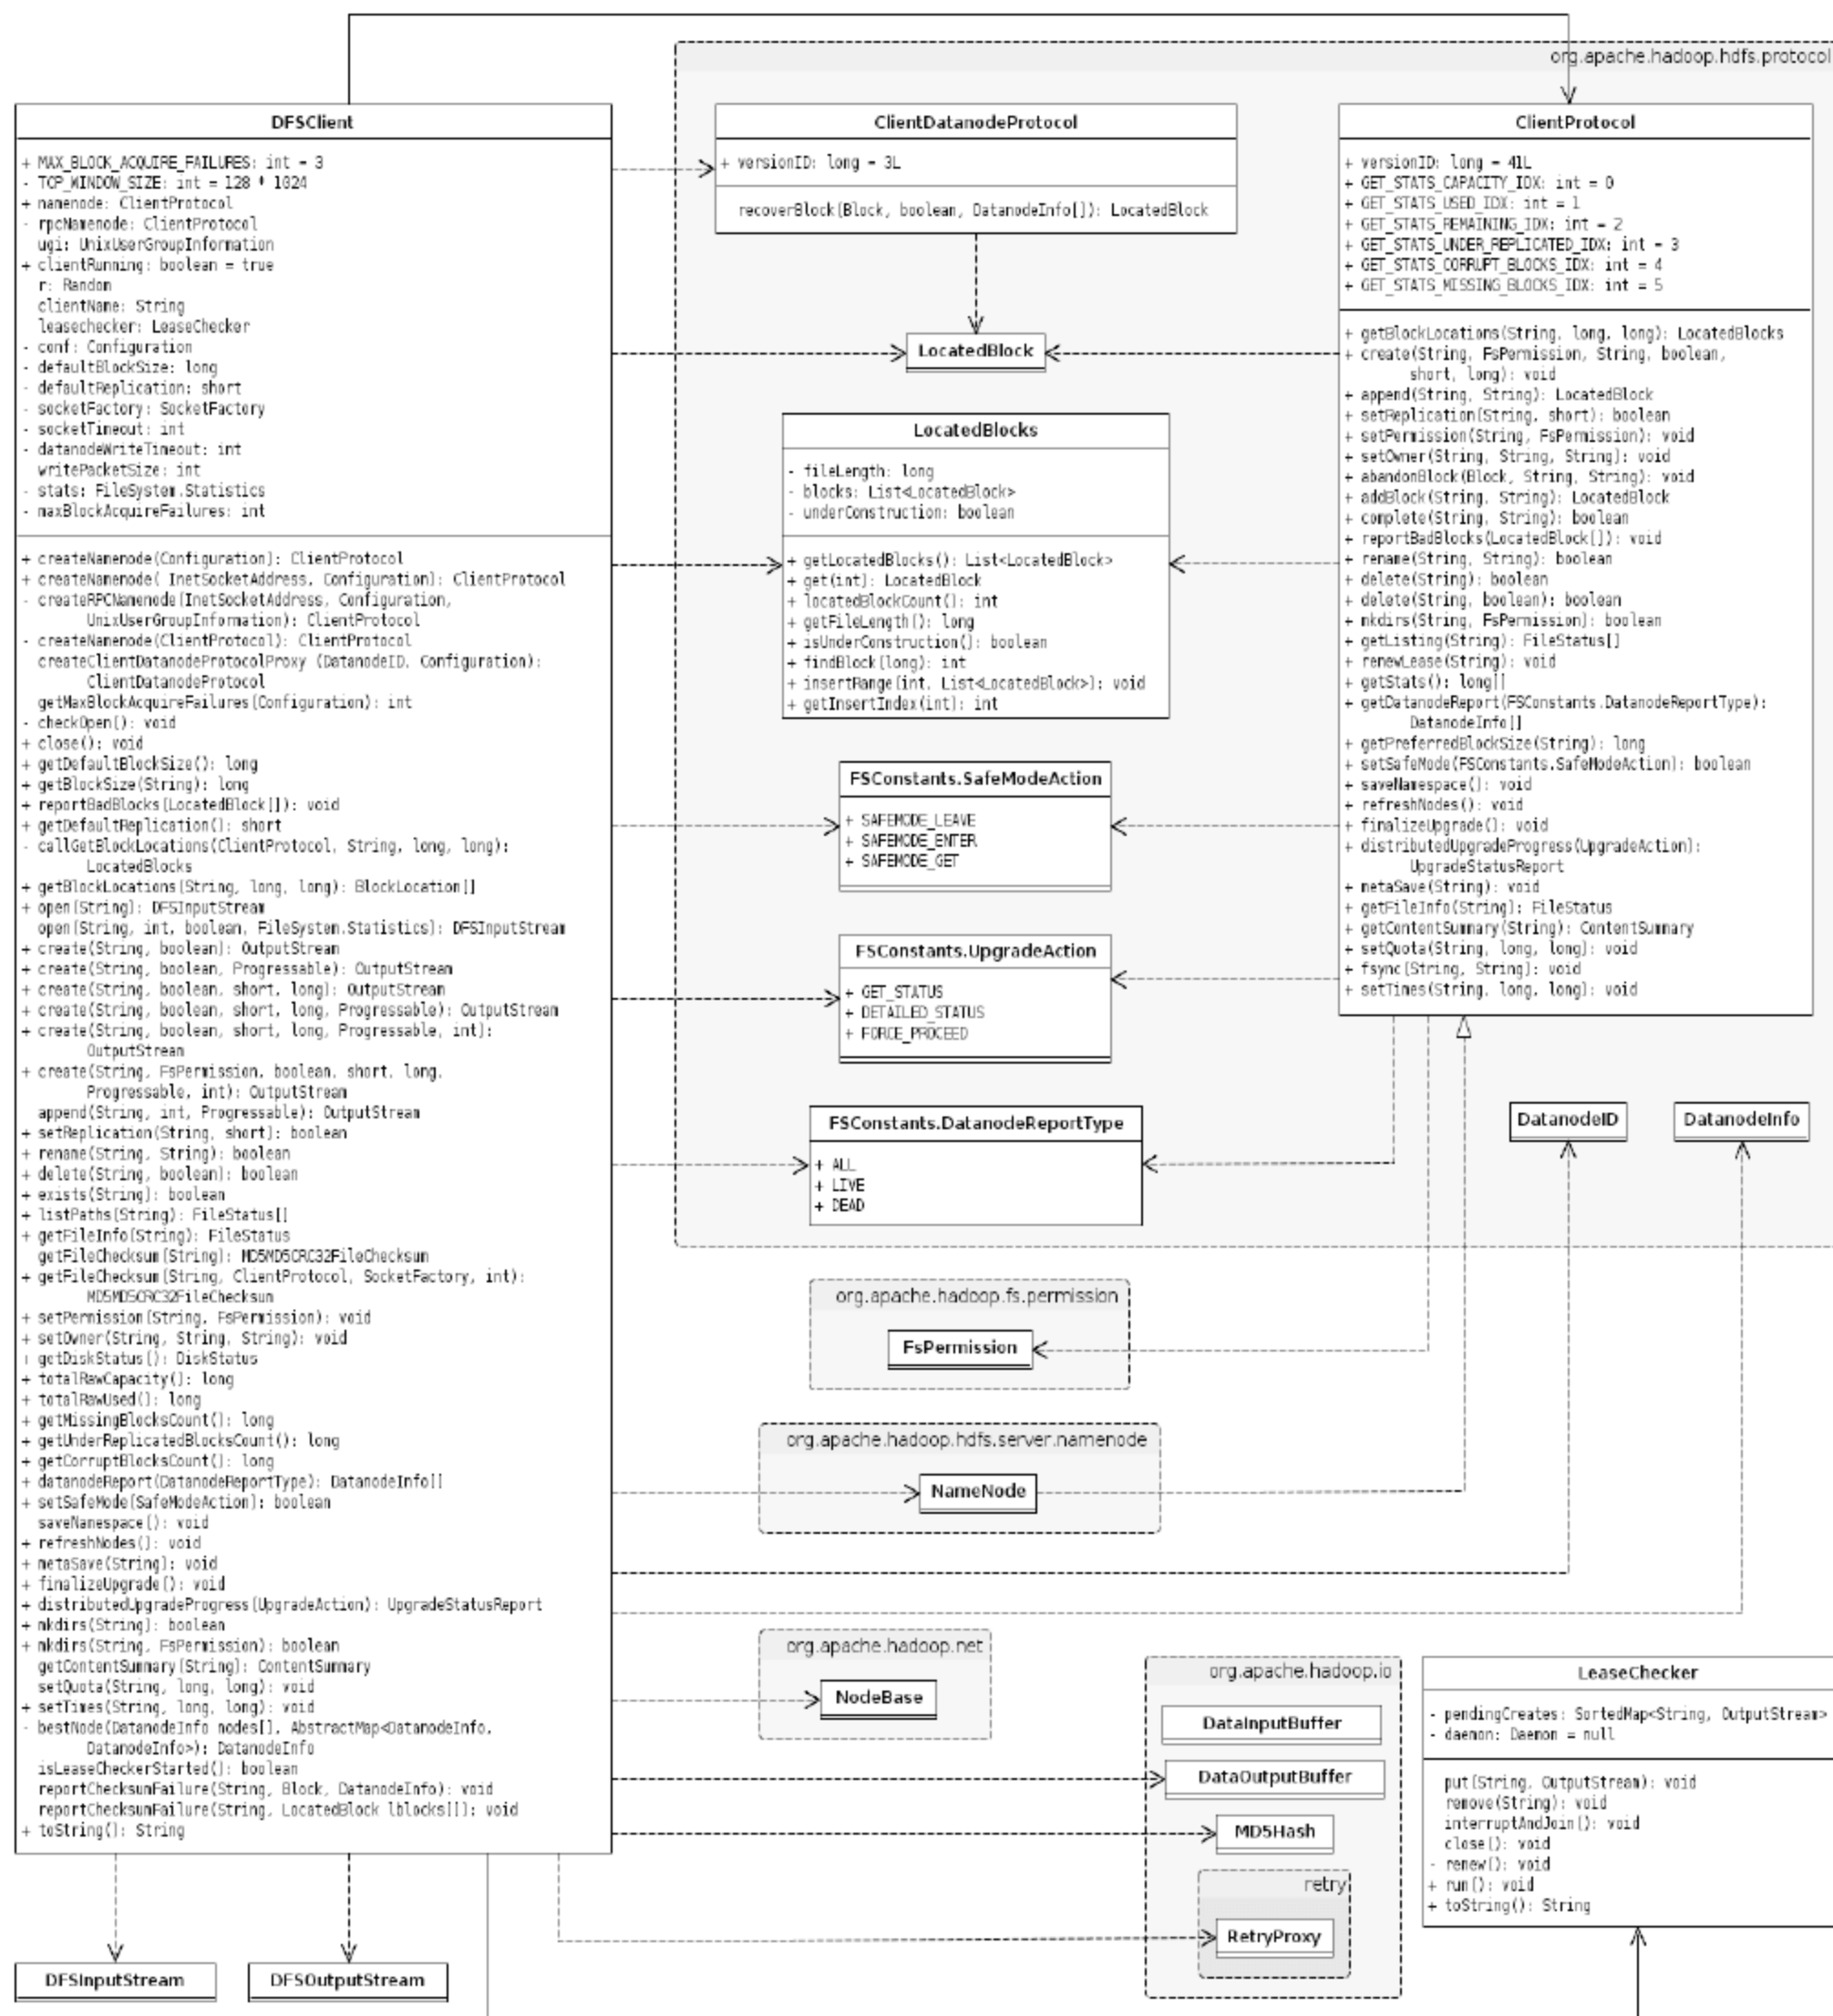 org.apache.hadoop.hdfs.protocol
DFSClient
+ MAX_BLOCK_ACQUIRE_FAILURES: int = 3
- TCP_WINDOW_SIZE: int = 128 * 1024
+ namenode: ClientProtocol
- rpcNamenode: ClientProtocol
ugi: UnixUserGroupInformation
+ clientRunning: boolean = true
r: Random
clientName: String
leasechecker: LeaseChecker
- conf: Configuration
- defaultBlockSize: long
- defaultReplication: short
- socketFactory: SocketFactory
- socketTimeout: int
- datanodeWriteTimeout: int
writePacketSize: int
- stats: FileSystem.Statistics
- maxBlockAcquireFailures: int
+ createNamenode(Configuration): ClientProtocol
+ createNamenode( InetSocketAddress, Configuration): ClientProtocol
- createRPCNamenode(InetSocketAddress, Configuration,
UnixUserGroupInformation): ClientProtocol
- createNamenode(ClientProtocol): ClientProtocol
createClientDatanodeProtocolProxy (DatanodeID, Configuration):
ClientDatanodeProtocol
getMaxBlockAcquireFailures(Configuration): int
- checkOpen(): void
+ close(): void
+ getDefaultBlockSize(): long
+ getBlockSize(String): long
+ reportBadBlocks(LocatedBlock[]): void
+ getDefaultReplication(): short
- callGetBlockLocations(ClientProtocol, String, long, long):
LocatedBlocks
+ getBlockLocations(String, long, long): BlockLocation[]
+ open(String): DFSInputStream
open(String, int, boolean, FileSystem.Statistics): DFSInputStream
+ create(String, boolean): OutputStream
+ create(String, boolean, Progressable): OutputStream
+ create(String, boolean, short, long): OutputStream
+ create(String, boolean, short, long, Progressable): OutputStream
+ create(String, boolean, short, long, Progressable, int):
OutputStream
+ create(String, FsPermission, boolean, short, long,
Progressable, int): OutputStream
append(String, int, Progressable): OutputStream
+ setReplication(String, short): boolean
+ rename(String, String): boolean
+ delete(String, boolean): boolean
+ exists(String): boolean
+ listPaths(String): FileStatus[]
+ getFileInfo(String): FileStatus
getFileChecksum(String): MD5MD5CRC32FileChecksum
+ getFileChecksum(String, ClientProtocol, SocketFactory, int):
MD5MD5CRC32FileChecksum
+ setPermission(String, FsPermission): void
+ setOwner(String, String, String): void
+ getDiskStatus(): DiskStatus
+ totalRawCapacity(): long
+ totalRawUsed(): long
+ getMissingBlocksCount(): long
+ getUnderReplicatedBlocksCount(): long
+ getCorruptBlocksCount(): long
+ datanodeReport(DatanodeReportType): DatanodeInfo[]
+ setSafeMode(SafeModeAction): boolean
saveNamespace(): void
+ refreshNodes(): void
+ metaSave(String): void
+ finalizeUpgrade(): void
+ distributedUpgradeProgress(UpgradeAction): UpgradeStatusReport
+ mkdirs(String): boolean
+ mkdirs(String, FsPermission): boolean
getContentSummary(String): ContentSummary
setQuota(String, long, long): void
+ setTimes(String, long, long): void
- bestNode(DatanodeInfo nodes[], AbstractMap<DatanodeInfo,
DatanodeInfo>): DatanodeInfo
isLeaseCheckerStarted(): boolean
reportChecksumFailure(String, Block, DatanodeInfo): void
reportChecksumFailure(String, LocatedBlock lblocks[]): void
+ toString(): String
DFSInputStream
DFSOutputStream
ClientDatanodeProtocol
+ versionID: long = 3L
recoverBlock(Block, boolean, DatanodeInfo[]): LocatedBlock
LocatedBlock
LocatedBlocks
- fileLength: long
- blocks: List<LocatedBlock>
- underConstruction: boolean
+ getLocatedBlocks(): List<LocatedBlock>
+ get(int): LocatedBlock
+ locatedBlockCount(): int
+ getFileLength(): long
+ isUnderConstruction(): boolean
+ findBlock(long): int
+ insertRange(int, List<LocatedBlock>): void
+ getInsertIndex(int): int
FSConstants.SafeModeAction
+ SAFEMODE_LEAVE
+ SAFEMODE_ENTER
+ SAFEMODE_GET
FSConstants.UpgradeAction
+ GET_STATUS
+ DETAILED_STATUS
+ FORCE_PROCEED
FSConstants.DatanodeReportType
+ ALL
+ LIVE
+ DEAD
ClientProtocol
+ versionID: long = 41L
+ GET_STATS_CAPACITY_IDX: int = 0
+ GET_STATS_USED_IDX: int = 1
+ GET_STATS_REMAINING_IDX: int = 2
+ GET_STATS_UNDER_REPLICATED_IDX: int = 3
+ GET_STATS_CORRUPT_BLOCKS_IDX: int = 4
+ GET_STATS_MISSING_BLOCKS_IDX: int = 5
+ getBlockLocations(String, long, long): LocatedBlocks
+ create(String, FsPermission, String, boolean,
short, long): void
+ append(String, String): LocatedBlock
+ setReplication(String, short): boolean
+ setPermission(String, FsPermission): void
+ setOwner(String, String, String): void
+ abandonBlock(Block, String, String): void
+ addBlock(String, String): LocatedBlock
+ complete(String, String): boolean
+ reportBadBlocks(LocatedBlock[]): void
+ rename(String, String): boolean
+ delete(String): boolean
+ delete(String, boolean): boolean
+ mkdirs(String, FsPermission): boolean
+ getListing(String): FileStatus[]
+ renewLease(String): void
+ getStats(): long[]
+ getDatanodeReport(FSConstants.DatanodeReportType):
DatanodeInfo[]
+ getPreferredBlockSize(String): long
+ setSafeMode(FSConstants.SafeModeAction): boolean
+ saveNamespace(): void
+ refreshNodes(): void
+ finalizeUpgrade(): void
+ distributedUpgradeProgress(UpgradeAction):
UpgradeStatusReport
+ metaSave(String): void
+ getFileInfo(String): FileStatus
+ getContentSummary(String): ContentSummary
+ setQuota(String, long, long): void
+ fsync(String, String): void
+ setTimes(String, long, long): void
DatanodeID
DatanodeInfo
org.apache.hadoop.fs.permission
FsPermission
org.apache.hadoop.hdfs.server.namenode
NameNode
org.apache.hadoop.net
NodeBase
org.apache.hadoop.io
DataInputBuffer
DataOutputBuffer
MD5Hash
retry
RetryProxy
LeaseChecker
- pendingCreates: SortedMap<String, OutputStream>
- daemon: Daemon = null
put(String, OutputStream): void
remove(String): void
interruptAndJoin(): void
close(): void
- renew(): void
+ run(): void
+ toString(): String